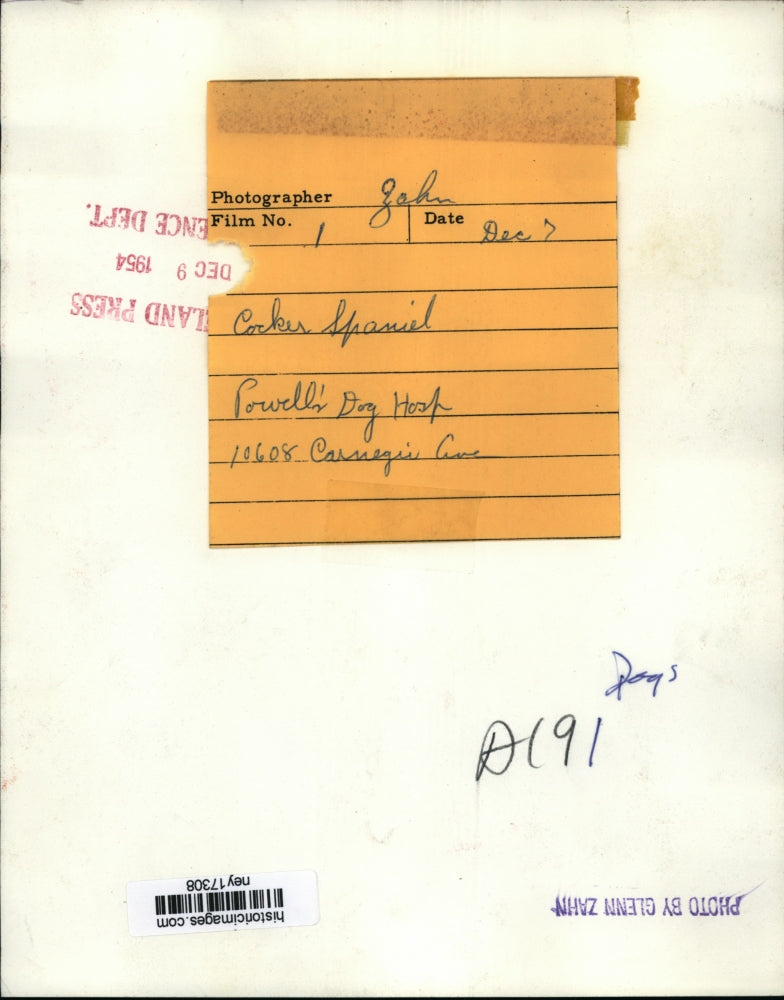 Photographer Zahn
Film No. 1 Date Dec 7
ENCE DEPT.
DEC 9 1954
LAND PRESS
Cocker Spaniel
Powell's Dog Hosp
10608 Carnegie Ave
Dogs
D191
historicimages.com
ney17308
PHOTO BY GLENN ZAHN